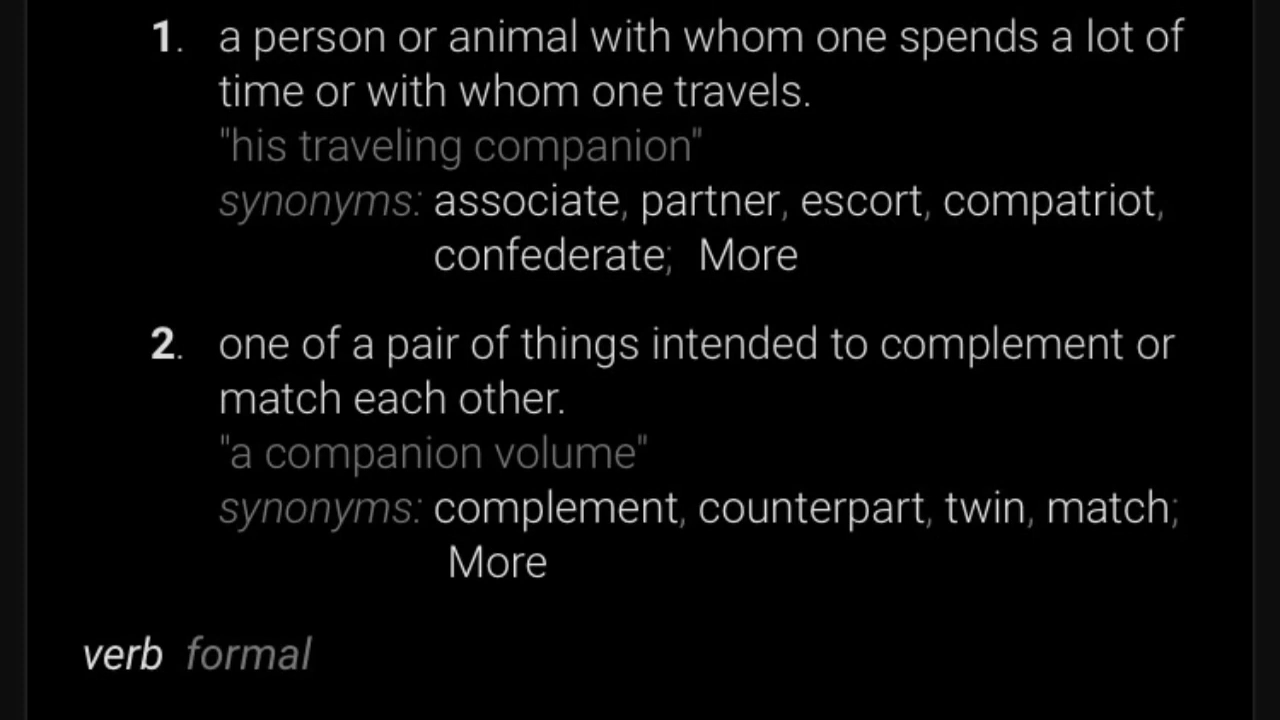 1. a person or animal with whom one spends a lot of
time or with whom one travels.
"his traveling companion"
synonyms: associate, partner, escort, compatriot,
confederate; More
2. one of a pair of things intended to complement or
match each other.
"a companion volume"
synonyms: complement, counterpart, twin, match;
More
verb formal